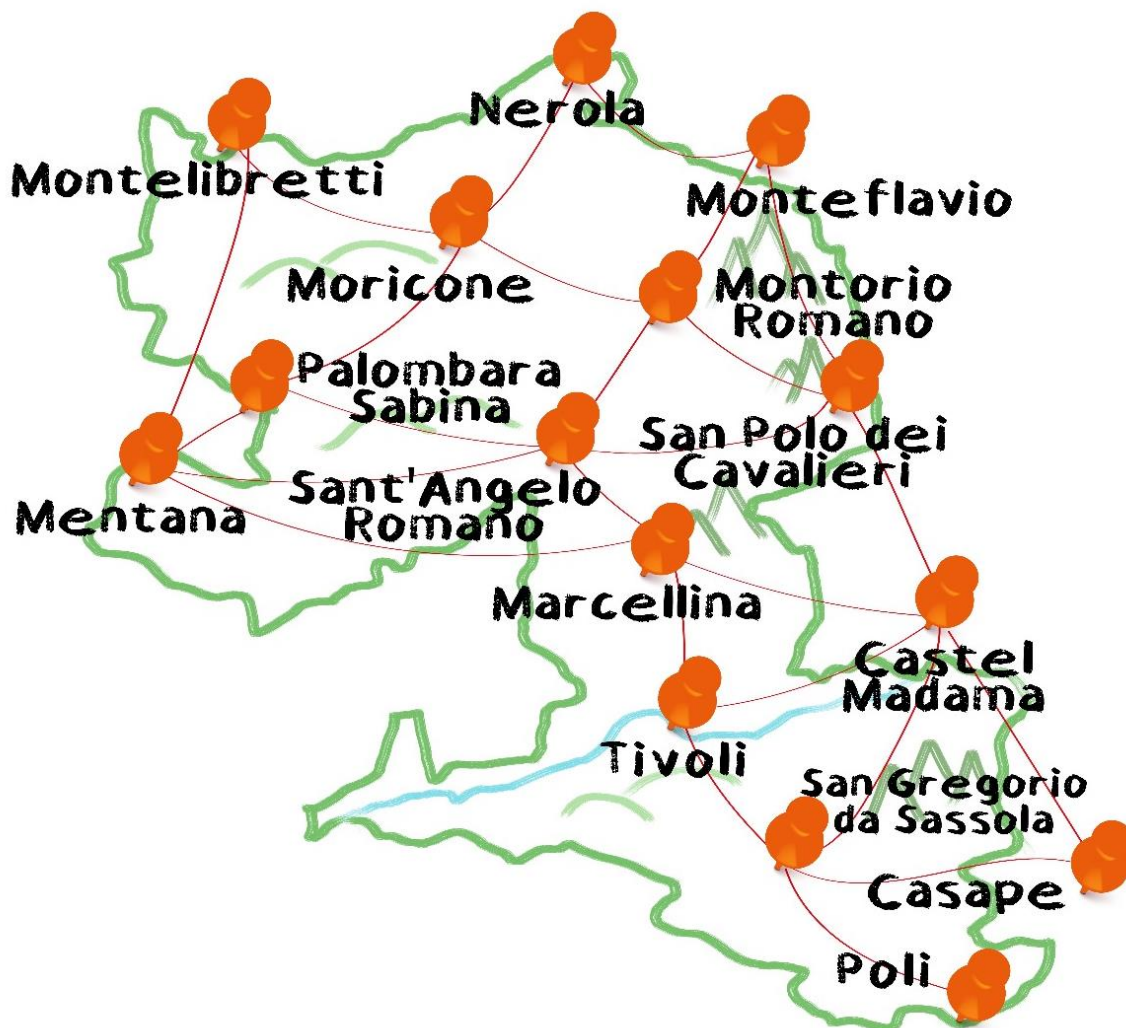 Nerola
Montelibretti
Monteflavio
Moricone
Montorio
Romano
Palombara
Sabina
San Polo dei
Cavalieri
Mentana
Sant'Angelo
Romano
Marcellina
Castel
Madama
Tivoli
San Gregorio
da Sassola
Casape
Poli